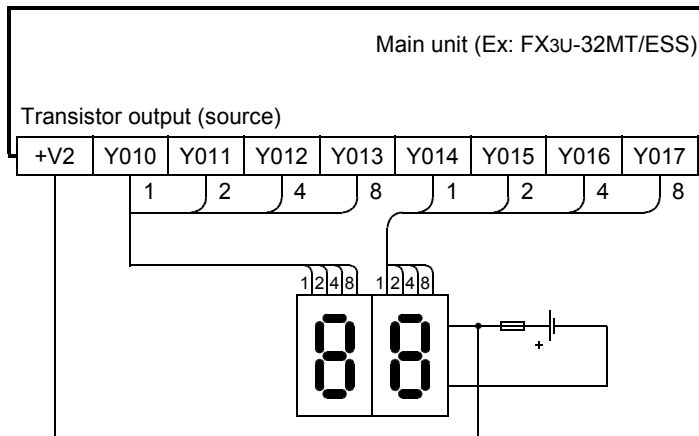 Main unit (Ex: FX3U-32MT/ESS)
Transistor output (source)
+V2 Y010 Y011 Y012 Y013 Y014 Y015 Y016 Y017
1 2 4 8 1 2 4 8
1 2 4 8 1 2 4 8
88
+